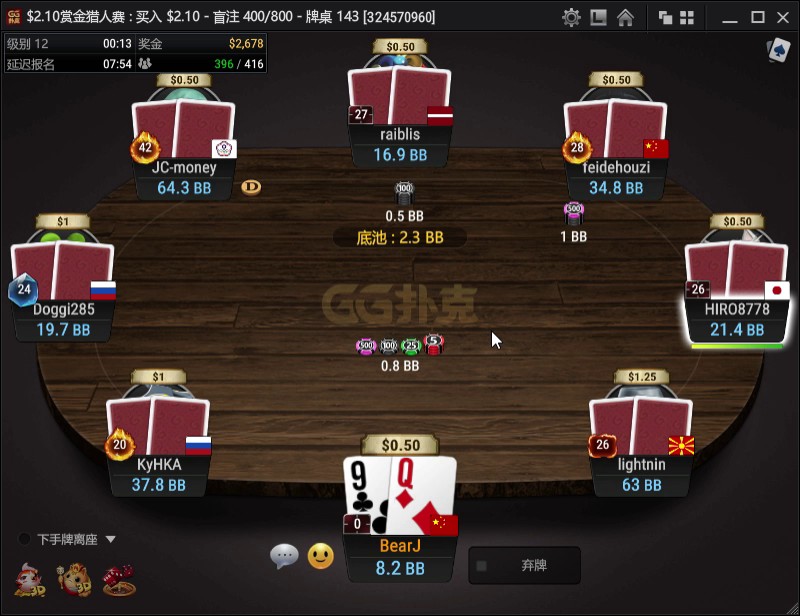 $2.10赏金猎人赛 : 买入 $2.10 - 盲注 400/800 - 牌桌 143 [324570960]
级别 12 00:13 奖金 $2,678
延迟报名 07:54 396 / 416
$0.50
27
raiblis
16.9 BB
$0.50
42
JC-money
64.3 BB
D
$0.50
28
feidehouzi
34.8 BB
100
0.5 BB
500
1 BB
底池 : 2.3 BB
$1
24
Doggi285
19.7 BB
$0.50
26
HIRO8778
21.4 BB
GG扑克
500 100 25 5
0.8 BB
$1
20
KyHKA
37.8 BB
$1.25
26
lightnin
63 BB
$0.50
9 Q
0
BearJ
8.2 BB
下手牌离座
弃牌
3D 3D